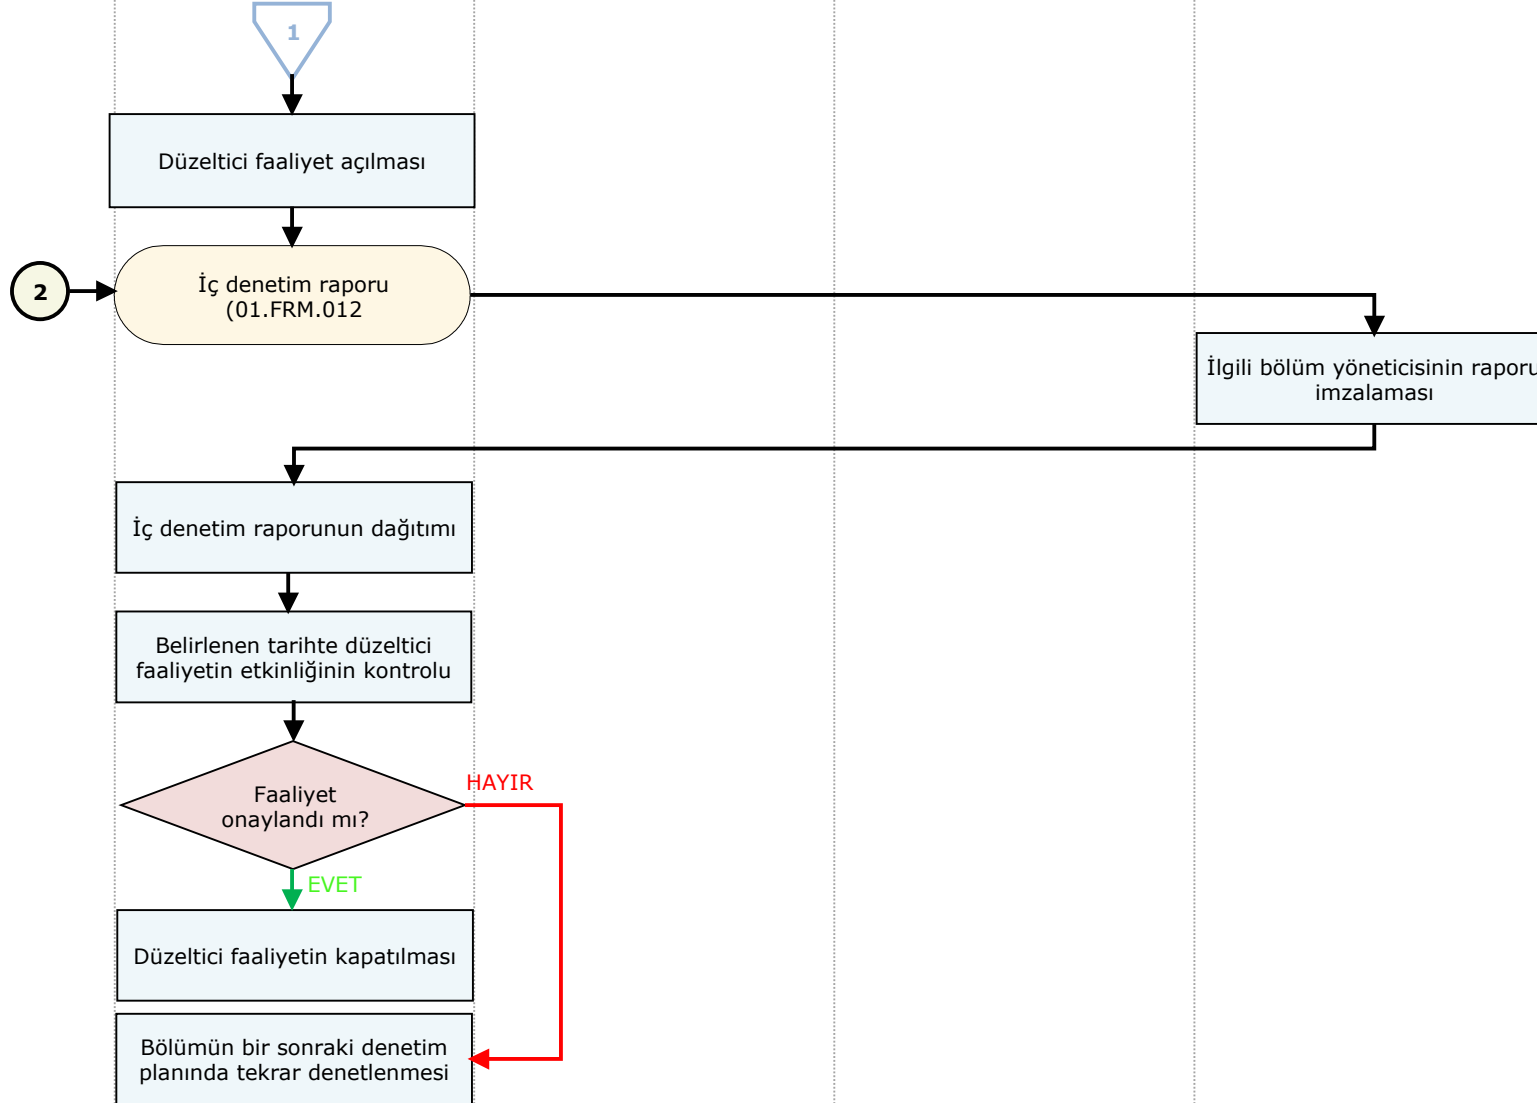 1
Düzeltici faaliyet açılması
2
İç denetim raporu
(01.FRM.012
İlgili bölüm yöneticisinin raporu
imzalaması
İç denetim raporunun dağıtımı
Belirlenen tarihte düzeltici
faaliyetin etkinliğinin kontrolu
HAYIR
Faaliyet
onaylandı mı?
EVET
Düzeltici faaliyetin kapatılması
Bölümün bir sonraki denetim
planında tekrar denetlenmesi